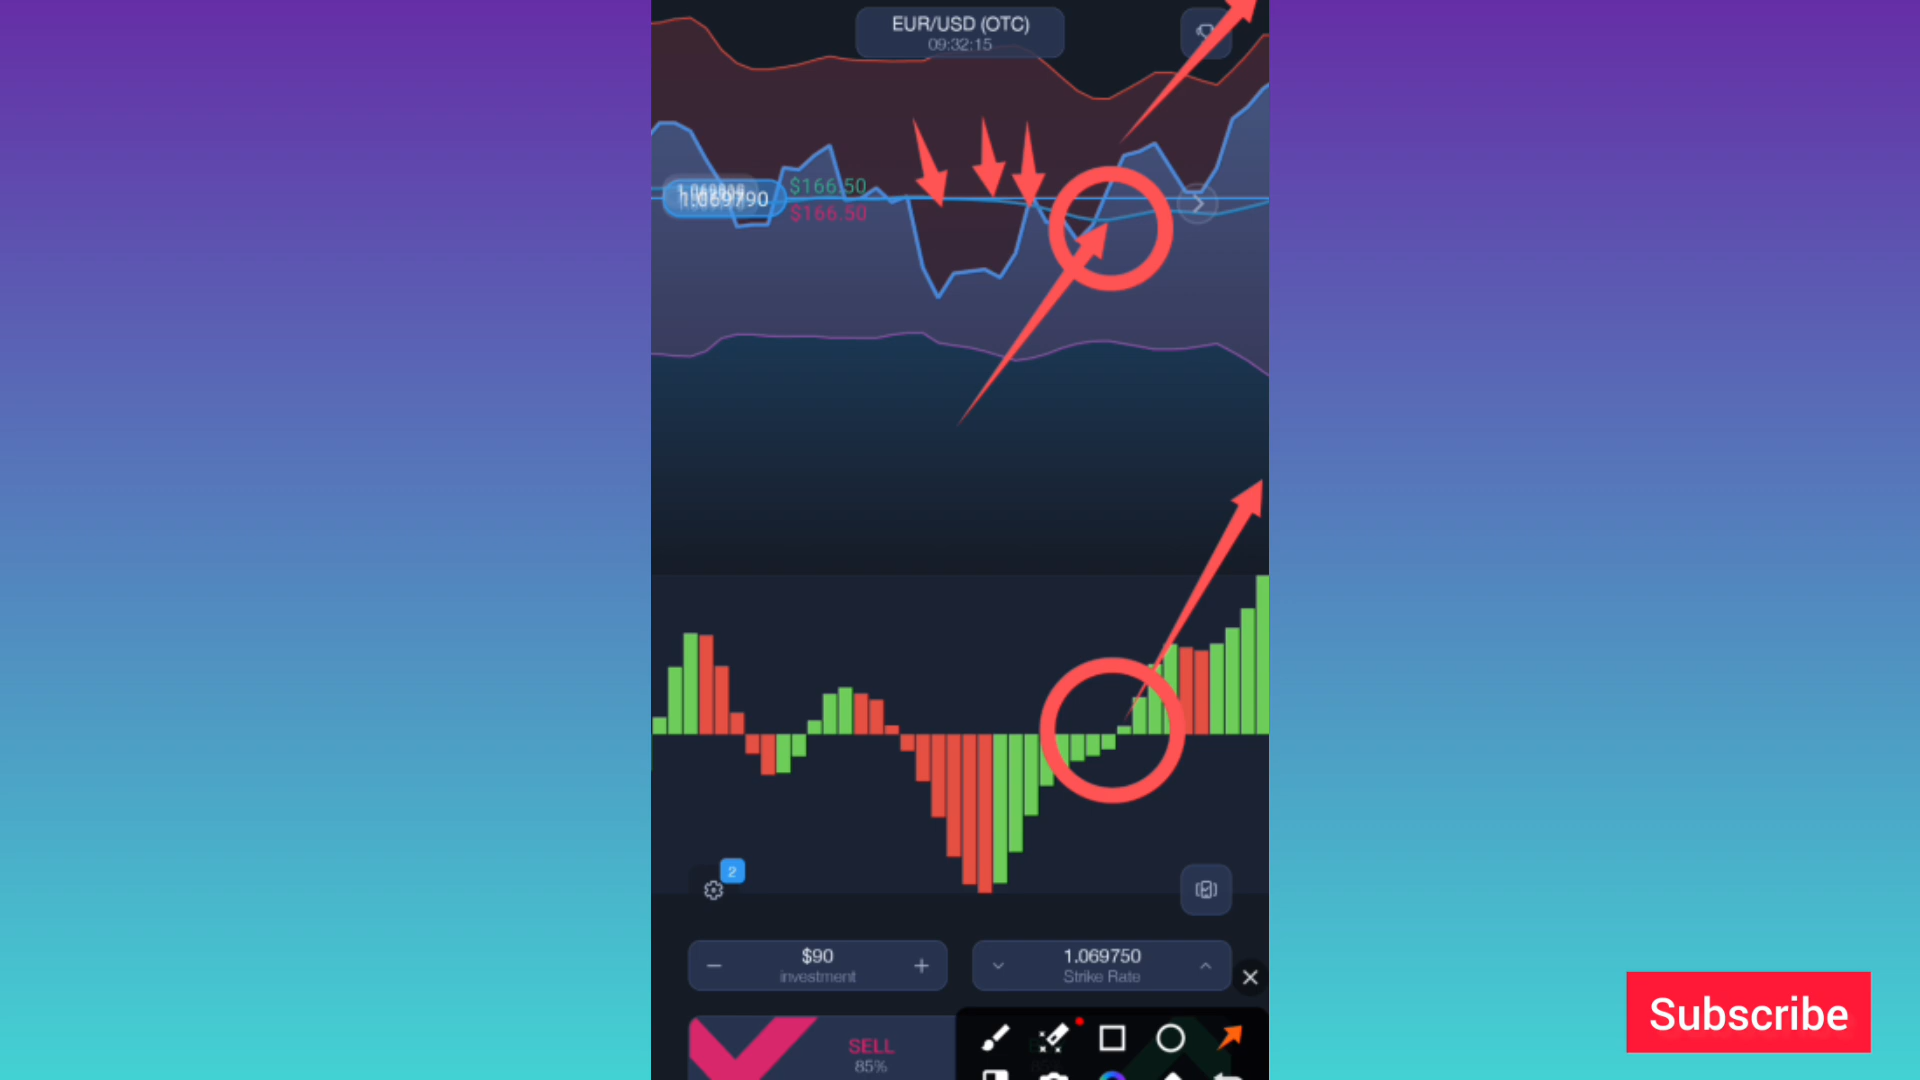 EUR/USD (OTC)
09:32:15
$166.50
1.069790
$166.50
2
$90
investment
1.069750
Strike Rate
SELL
85%
Subscribe